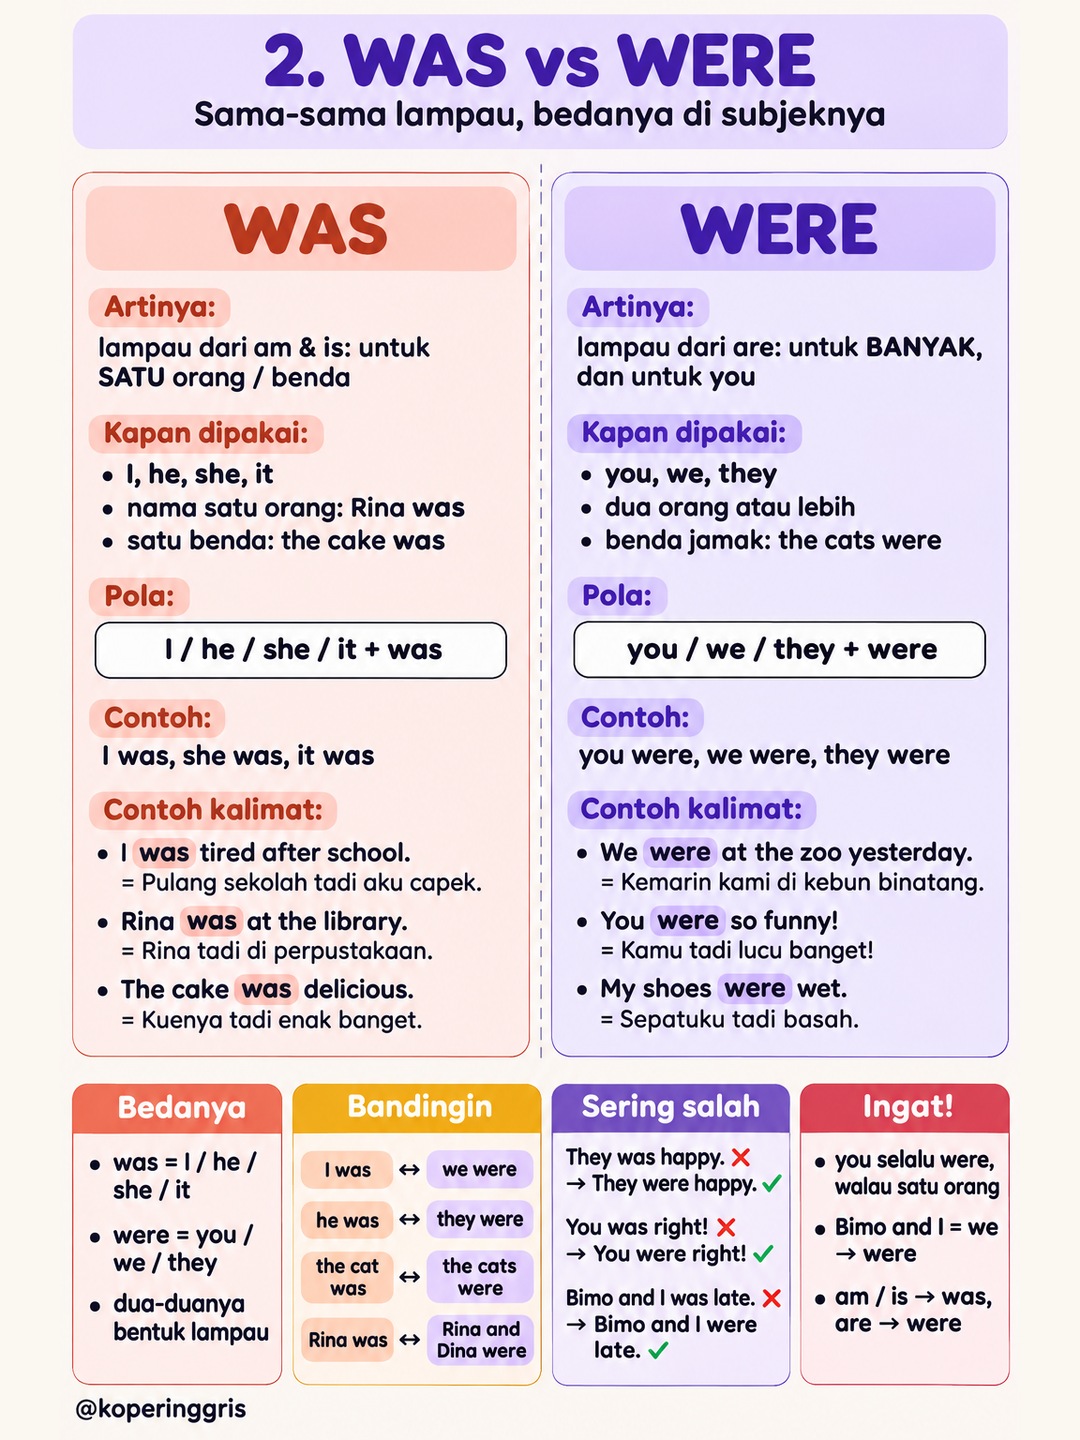 2. WAS vs WERE
Sama-sama lampau, bedanya di subjeknya
WAS
Artinya:
lampau dari am & is: untuk
SATU orang / benda
Kapan dipakai:
• I, he, she, it
• nama satu orang: Rina was
• satu benda: the cake was
Pola:
I / he / she / it + was
Contoh:
I was, she was, it was
Contoh kalimat:
• I was tired after school.
= Pulang sekolah tadi aku capek.
• Rina was at the library.
= Rina tadi di perpustakaan.
• The cake was delicious.
= Kuenya tadi enak banget.
WERE
Artinya:
lampau dari are: untuk BANYAK,
dan untuk you
Kapan dipakai:
• you, we, they
• dua orang atau lebih
• benda jamak: the cats were
Pola:
you / we / they + were
Contoh:
you were, we were, they were
Contoh kalimat:
• We were at the zoo yesterday.
= Kemarin kami di kebun binatang.
• You were so funny!
= Kamu tadi lucu banget!
• My shoes were wet.
= Sepatuku tadi basah.
Bedanya
• was = I / he /
she / it
• were = you /
we / they
• dua-duanya
bentuk lampau
Bandingin
I was ↔ we were
he was ↔ they were
the cat was ↔ the cats were
Rina was ↔ Rina and Dina were
Sering salah
They was happy. ❌
→ They were happy. ✓
You was right! ❌
→ You were right! ✓
Bimo and I was late. ❌
→ Bimo and I were
late. ✓
Ingat!
• you selalu were,
walau satu orang
• Bimo and I = we
→ were
• am / is → was,
are → were
@koperinggris